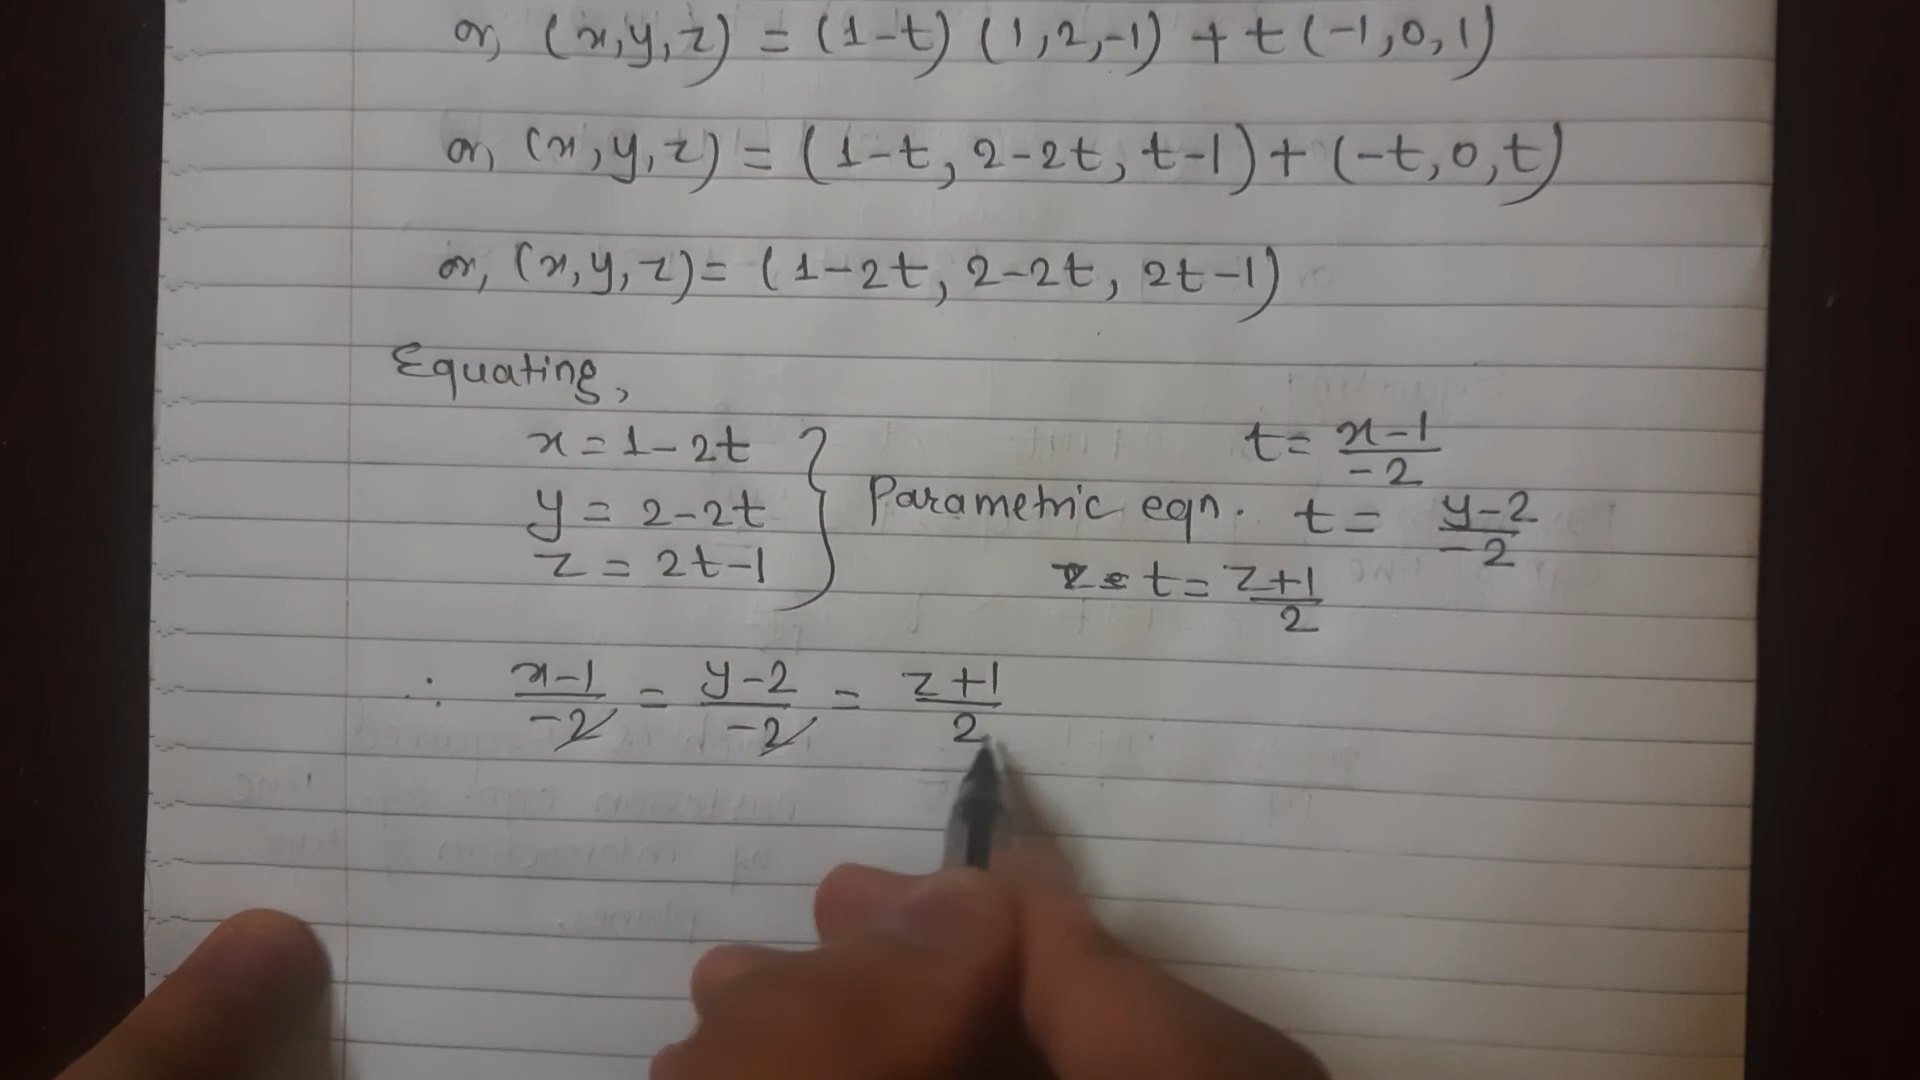 or, (x,y,z) = (1-t) (1,2,-1) + t (-1,0,1)
or, (x,y,z) = (1-t, 2-2t, t-1) + (-t,0,t)
or, (x,y,z) = (1-2t, 2-2t, 2t-1)
Equating,
x = 1-2t
y = 2-2t
z = 2t-1
} Parametric eqn.
t = x-1/-2
t = y-2/-2
t = z+1/2
∴ x-1/-2 = y-2/-2 = z+1/2